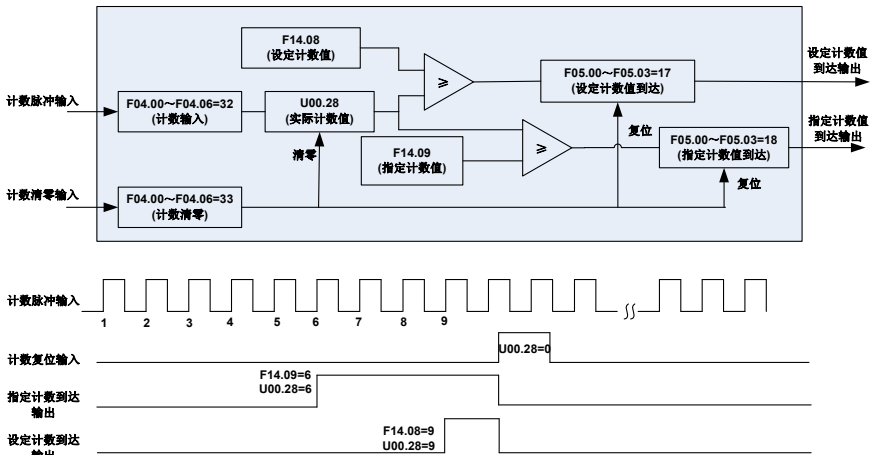 F14.08
(设定计数值)
设定计数值
到达输出
≥
F05.00～F05.03=17
(设定计数值到达)
计数脉冲输入
F04.00～F04.06=32
(计数输入)
U00.28
(实际计数值)
指定计数值
到达输出
复位
F05.00～F05.03=18
(指定计数值到达)
清零
F14.09
(指定计数值)
≥
复位
计数清零输入
F04.00～F04.06=33
(计数清零)
计数脉冲输入
1 2 3 4 5 6 7 8 9
计数复位输入
U00.28=0
F14.09=6
U00.28=6
指定计数到达
输出
F14.08=9
U00.28=9
设定计数到达
输出